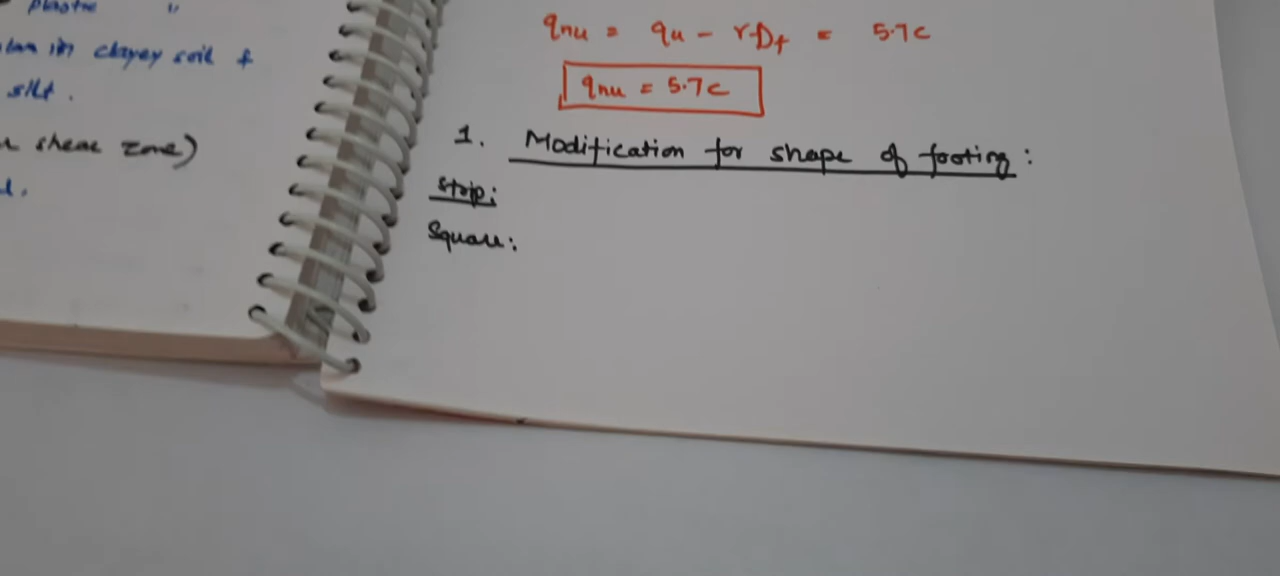 plastic "
in clayey soil &
silt.
shear zone)
qnu = qu - γDf = 5.7c
qnu = 5.7c
1. Modification for shape of footing:
Strip:
Square: